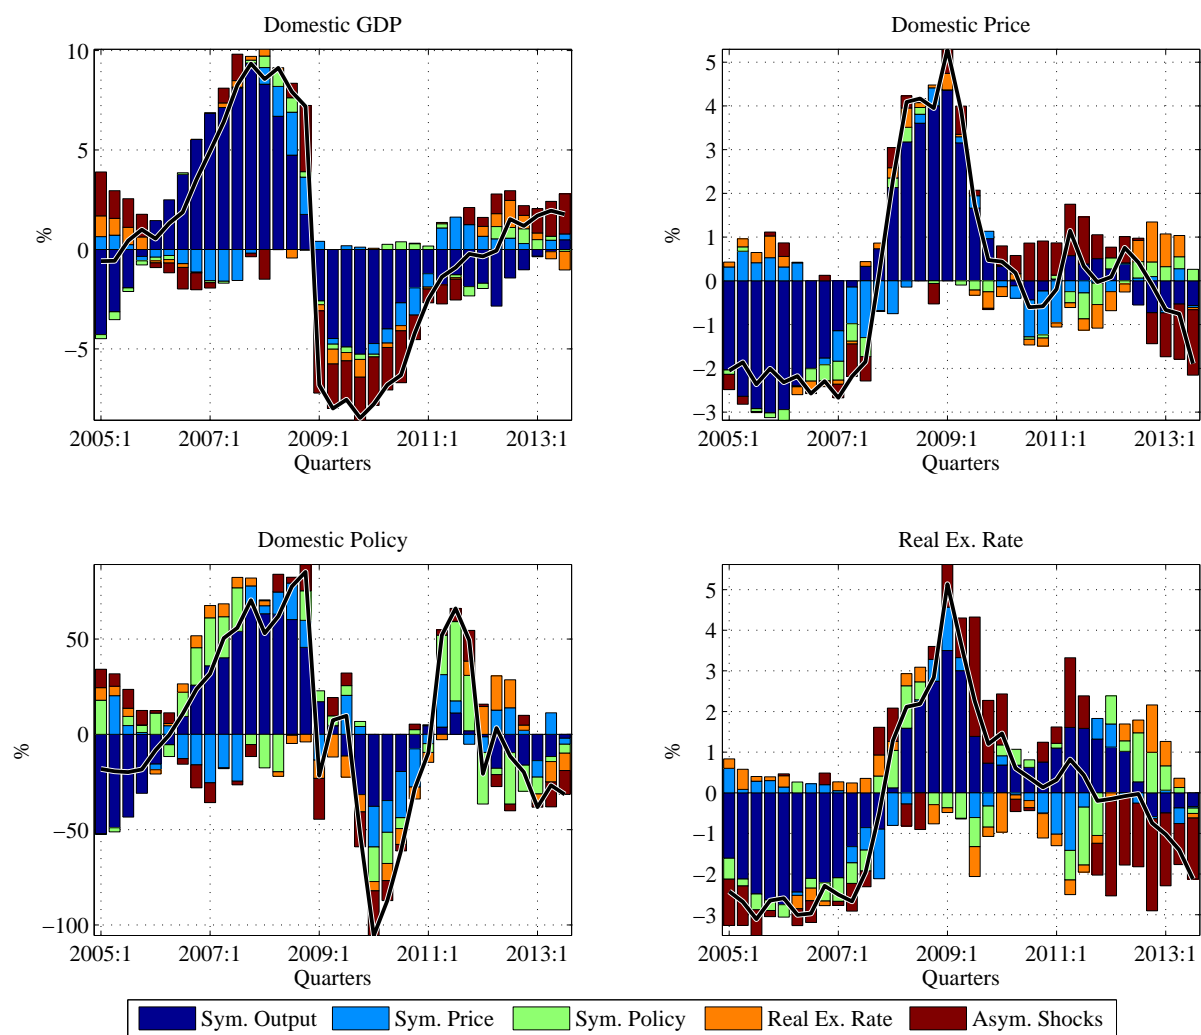 Domestic GDP
10
5
0
−5
%
2005:1 2007:1 2009:1 2011:1 2013:1
Quarters
Domestic Price
5
4
3
2
1
0
−1
−2
−3
%
2005:1 2007:1 2009:1 2011:1 2013:1
Quarters
Domestic Policy
50
0
−50
−100
%
2005:1 2007:1 2009:1 2011:1 2013:1
Quarters
Real Ex. Rate
5
4
3
2
1
0
−1
−2
−3
%
2005:1 2007:1 2009:1 2011:1 2013:1
Quarters
Sym. Output Sym. Price Sym. Policy Real Ex. Rate Asym. Shocks